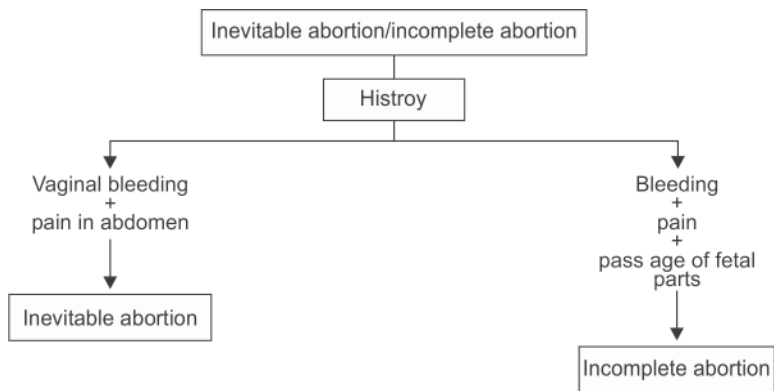 Inevitable abortion/incomplete abortion
Histroy
Vaginal bleeding
+
pain in abdomen
Inevitable abortion
Bleeding
+
pain
+
pass age of fetal
parts
Incomplete abortion